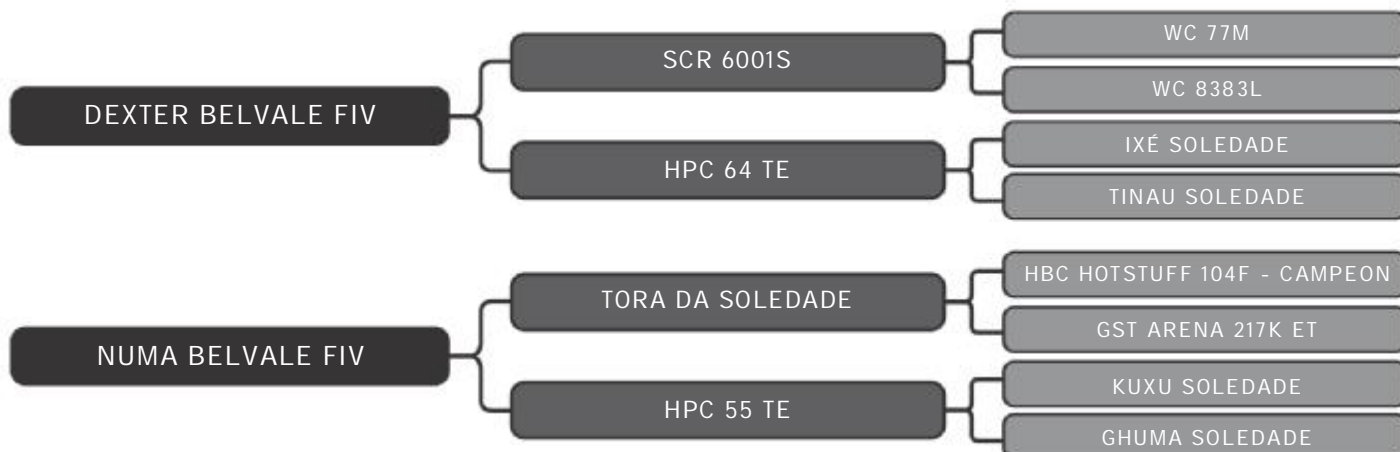 DEXTER BELVALE FIV
SCR 6001S
WC 77M
WC 8383L
HPC 64 TE
IXÉ SOLEDADE
TINAU SOLEDADE
NUMA BELVALE FIV
TORA DA SOLEDADE
HBC HOTSTUFF 104F - CAMPEON
GST ARENA 217K ET
HPC 55 TE
KUXU SOLEDADE
GHUMA SOLEDADE